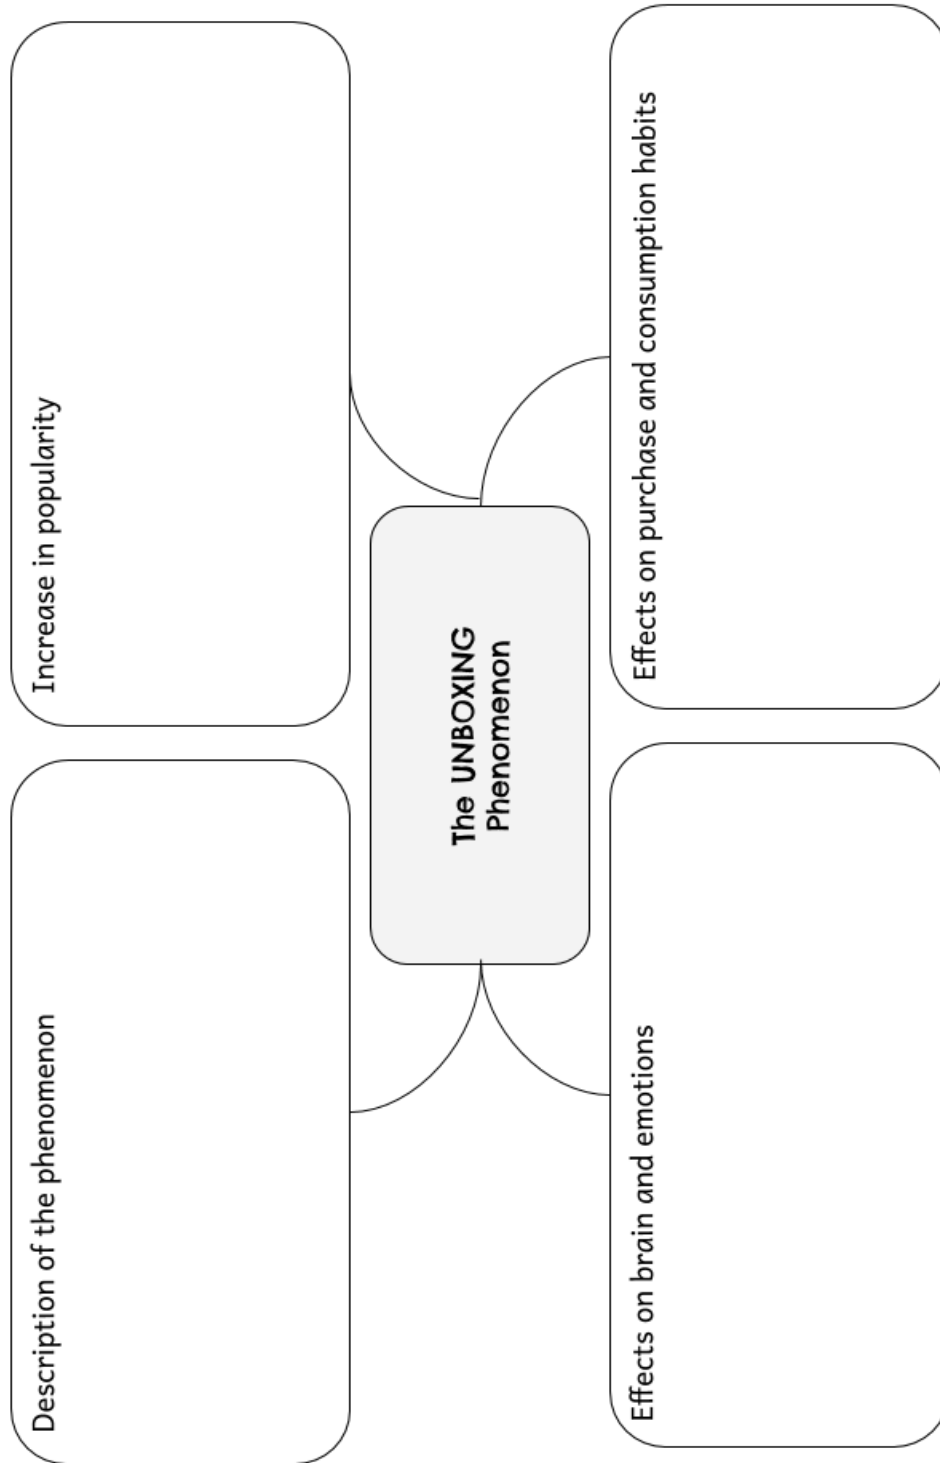 Description of the phenomenon
Increase in popularity
The UNBOXING
Phenomenon
Effects on brain and emotions
Effects on purchase and consumption habits